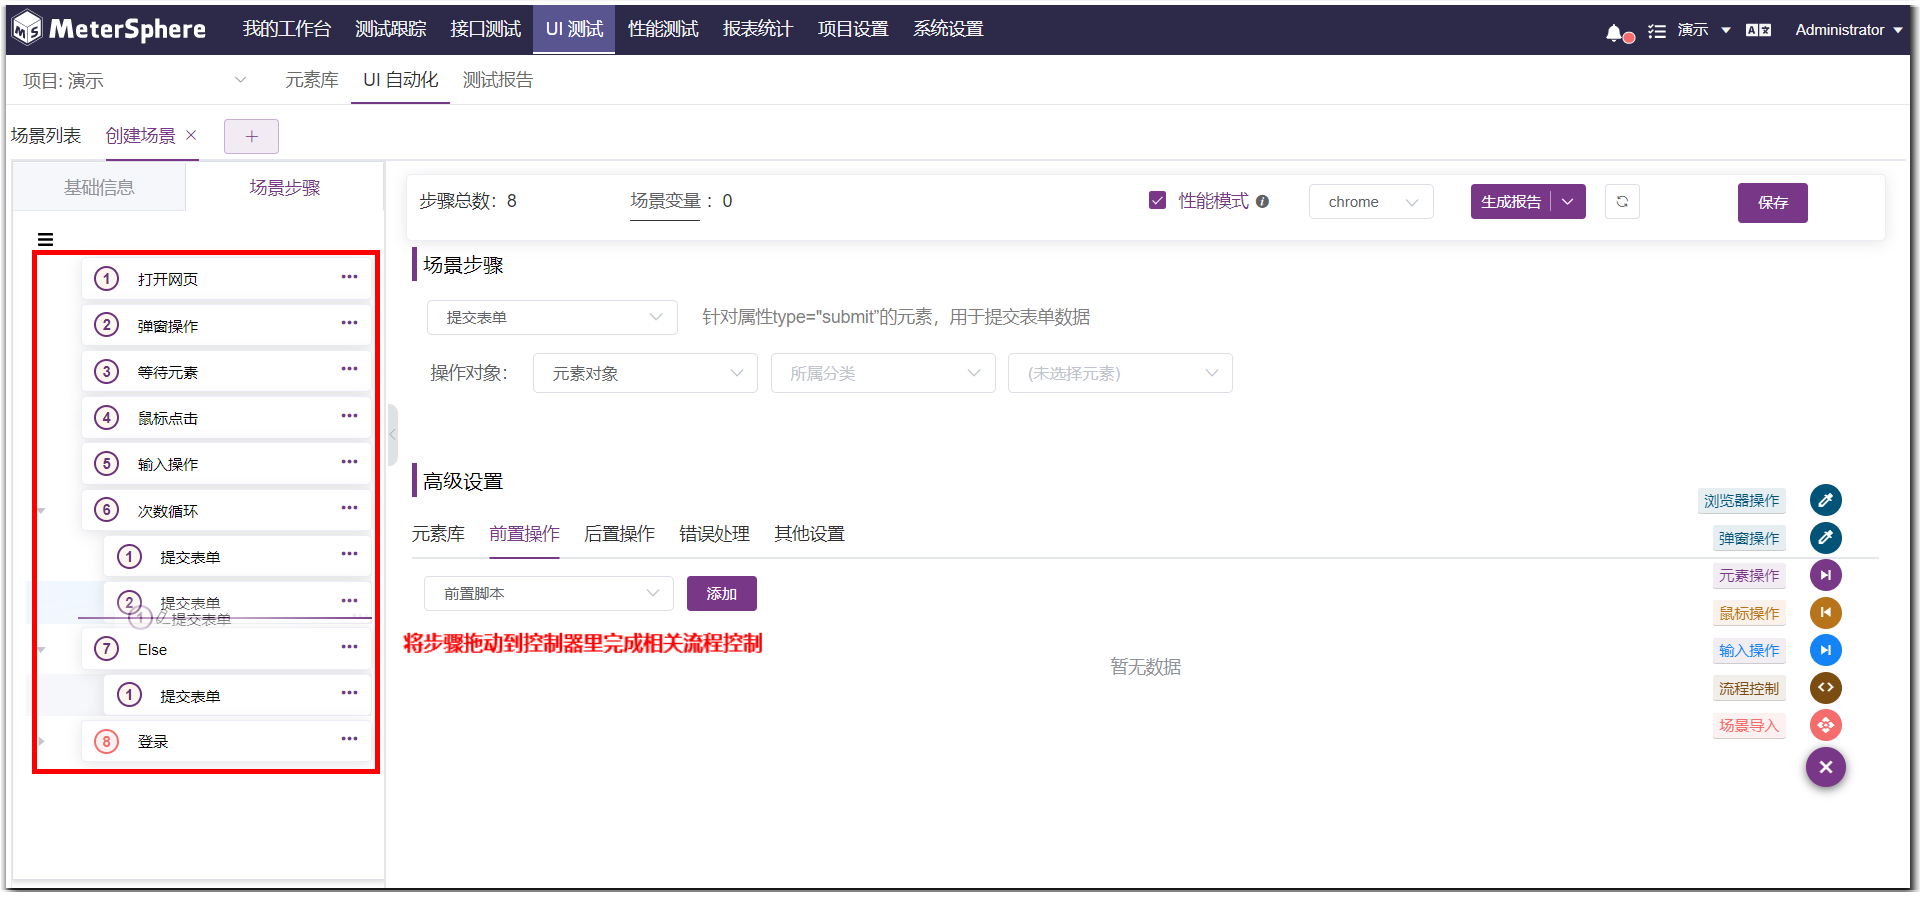 MeterSphere 我的工作台 测试跟踪 接口测试 UI 测试 性能测试 报表统计 项目设置 系统设置 演示 Administrator
项目: 演示 元素库 UI 自动化 测试报告
场景列表 创建场景
基础信息 场景步骤
步骤总数：8 场景变量 ：0 性能模式 chrome 生成报告 保存
1 打开网页
2 弹窗操作
3 等待元素
4 鼠标点击
5 输入操作
6 次数循环
1 提交表单
2 提交表单
1 提交表单
7 Else
1 提交表单
8 登录
场景步骤
提交表单 针对属性type="submit”的元素，用于提交表单数据
操作对象： 元素对象 所属分类 (未选择元素)
高级设置
元素库 前置操作 后置操作 错误处理 其他设置
前置脚本 添加
将步骤拖动到控制器里完成相关流程控制
暂无数据
浏览器操作
弹窗操作
元素操作
鼠标操作
输入操作
流程控制
场景导入